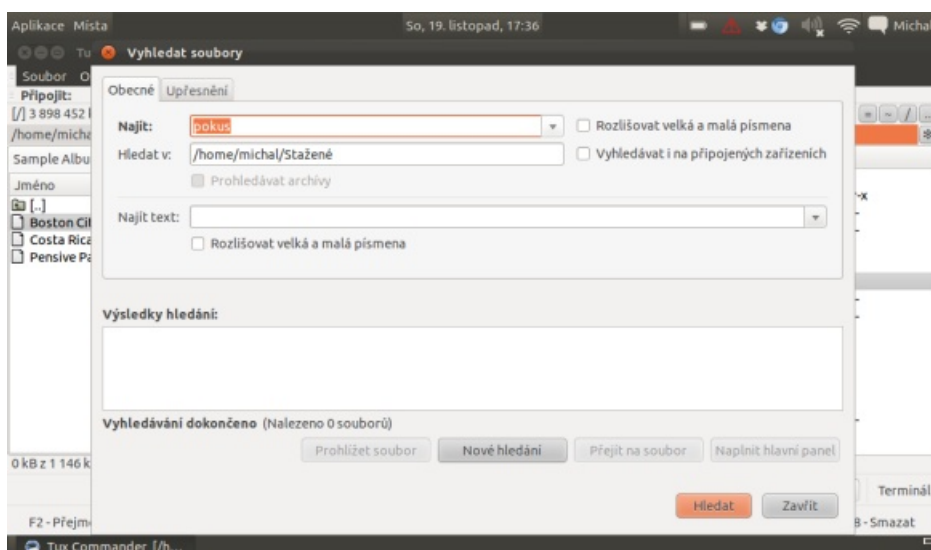 Aplikace Místa So, 19. listopad, 17:36 Michal
Tu Vyhledat soubory
Soubor O
Připojit:
[/] 3 898 452
/home/micha
Sample Albu
Jméno
[..]
Boston Cit
Costa Rica
Pensive Pa
Obecné Upřesnění
Najít: pokus Rozlišovat velká a malá písmena
Hledat v: /home/michal/Stažené Vyhledávat i na připojených zařízeních
Prohledávat archívy
Najít text:
Rozlišovat velká a malá písmena
Výsledky hledání:
Vyhledávání dokončeno (Nalezeno 0 souborů)
Prohlížet soubor Nové hledání Přejít na soubor Naplnit hlavní panel
0 kB z 1 146 k
Hledat Zavřít
Terminál
F2 - Přejm 8 - Smazat
Tux Commander [/h...